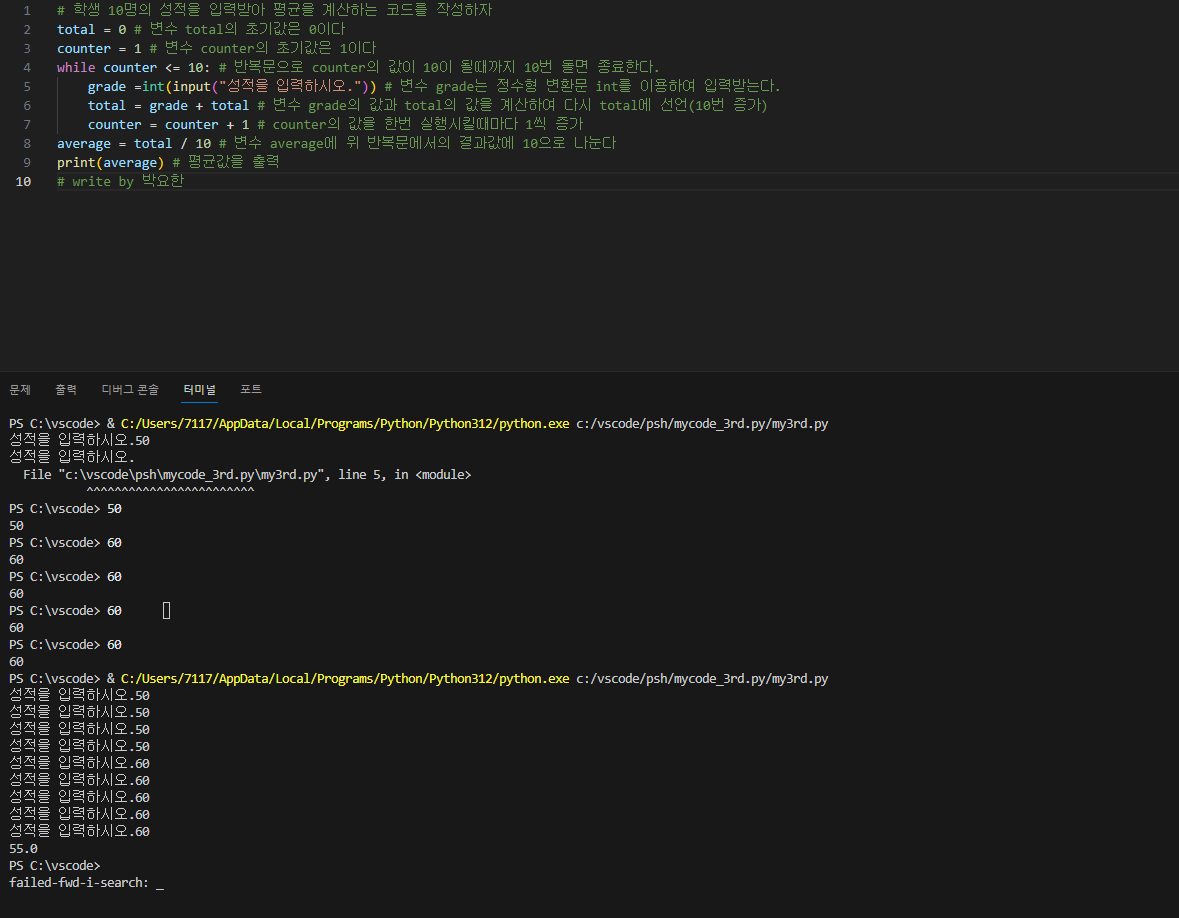 1 # 학생 10명의 성적을 입력받아 평균을 계산하는 코드를 작성하자
2 total = 0 # 변수 total의 초기값은 0이다
3 counter = 1 # 변수 counter의 초기값은 1이다
4 while counter <= 10: # 반복문으로 counter의 값이 10이 될때까지 10번 돌면 종료한다.
5 grade =int(input("성적을 입력하시오.")) # 변수 grade는 정수형 변환문 int를 이용하여 입력받는다.
6 total = grade + total # 변수 grade의 값과 total의 값을 계산하여 다시 total에 선언(10번 증가)
7 counter = counter + 1 # counter의 값을 한번 실행시킬때마다 1씩 증가
8 average = total / 10 # 변수 average에 위 반복문에서의 결과값에 10으로 나눈다
9 print(average) # 평균값을 출력
10 # write by 박요한
문제 출력 디버그 콘솔 터미널 포트
PS C:\vscode> & C:/Users/7117/AppData/Local/Programs/Python/Python312/python.exe c:/vscode/psh/mycode_3rd.py/my3rd.py
성적을 입력하시오.50
성적을 입력하시오.
File "c:\vscode\psh\mycode_3rd.py\my3rd.py", line 5, in <module>
^^^^^^^^^^^^^^^^^^^^^^^^
PS C:\vscode> 50
50
PS C:\vscode> 60
60
PS C:\vscode> 60
60
PS C:\vscode> 60
60
PS C:\vscode> 60
60
PS C:\vscode> & C:/Users/7117/AppData/Local/Programs/Python/Python312/python.exe c:/vscode/psh/mycode_3rd.py/my3rd.py
성적을 입력하시오.50
성적을 입력하시오.50
성적을 입력하시오.50
성적을 입력하시오.50
성적을 입력하시오.60
성적을 입력하시오.60
성적을 입력하시오.60
성적을 입력하시오.60
성적을 입력하시오.60
55.0
PS C:\vscode>
failed-fwd-i-search: _